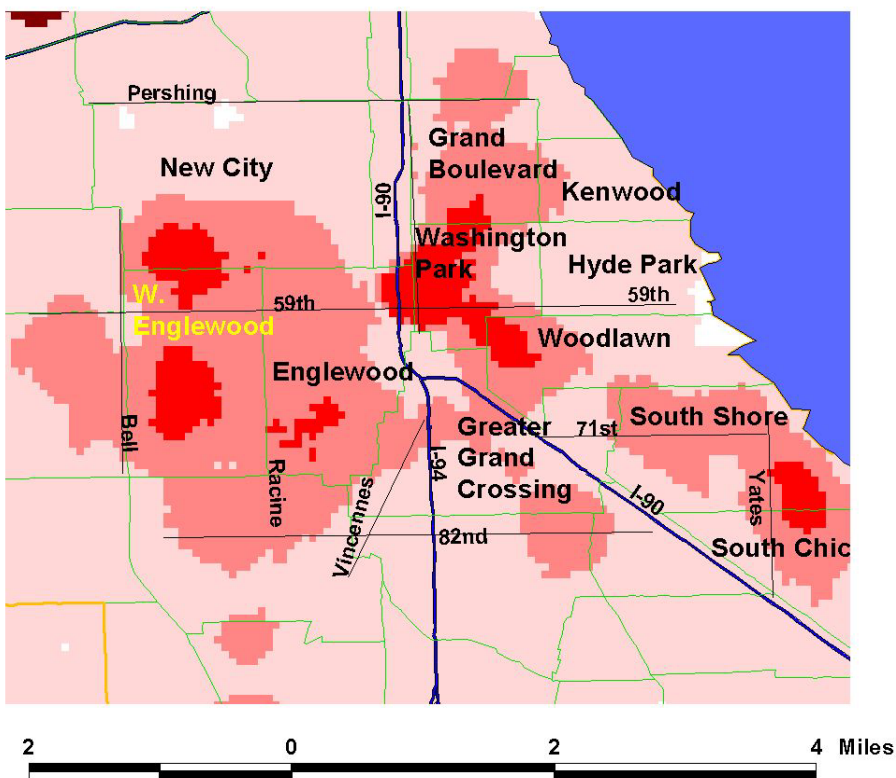 Pershing
Grand
Boulevard
New City
Kenwood
I-90
Washington
Park
Hyde Park
W.
Englewood
59th
59th
Woodlawn
Englewood
South Shore
Bell
Greater
Grand
Crossing
71st
I-94
Racine
Vincennes
I-90
Yates
82nd
South Chic
2 0 2 4 Miles